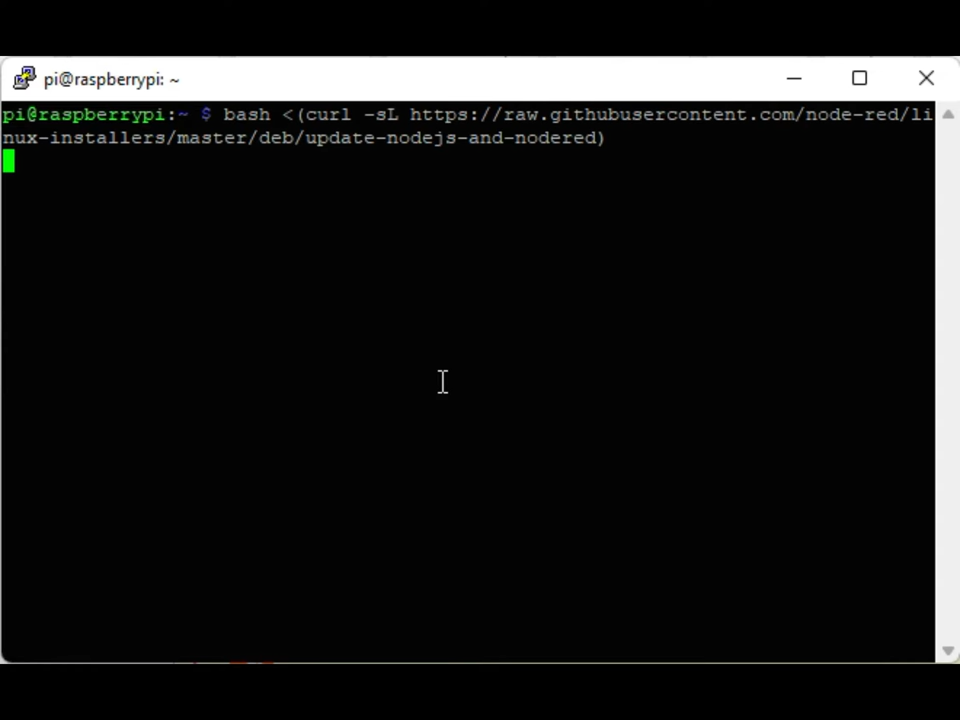 pi@raspberrypi: ~
pi@raspberrypi:~ $ bash <(curl -sL https://raw.githubusercontent.com/node-red/li
nux-installers/master/deb/update-nodejs-and-nodered)